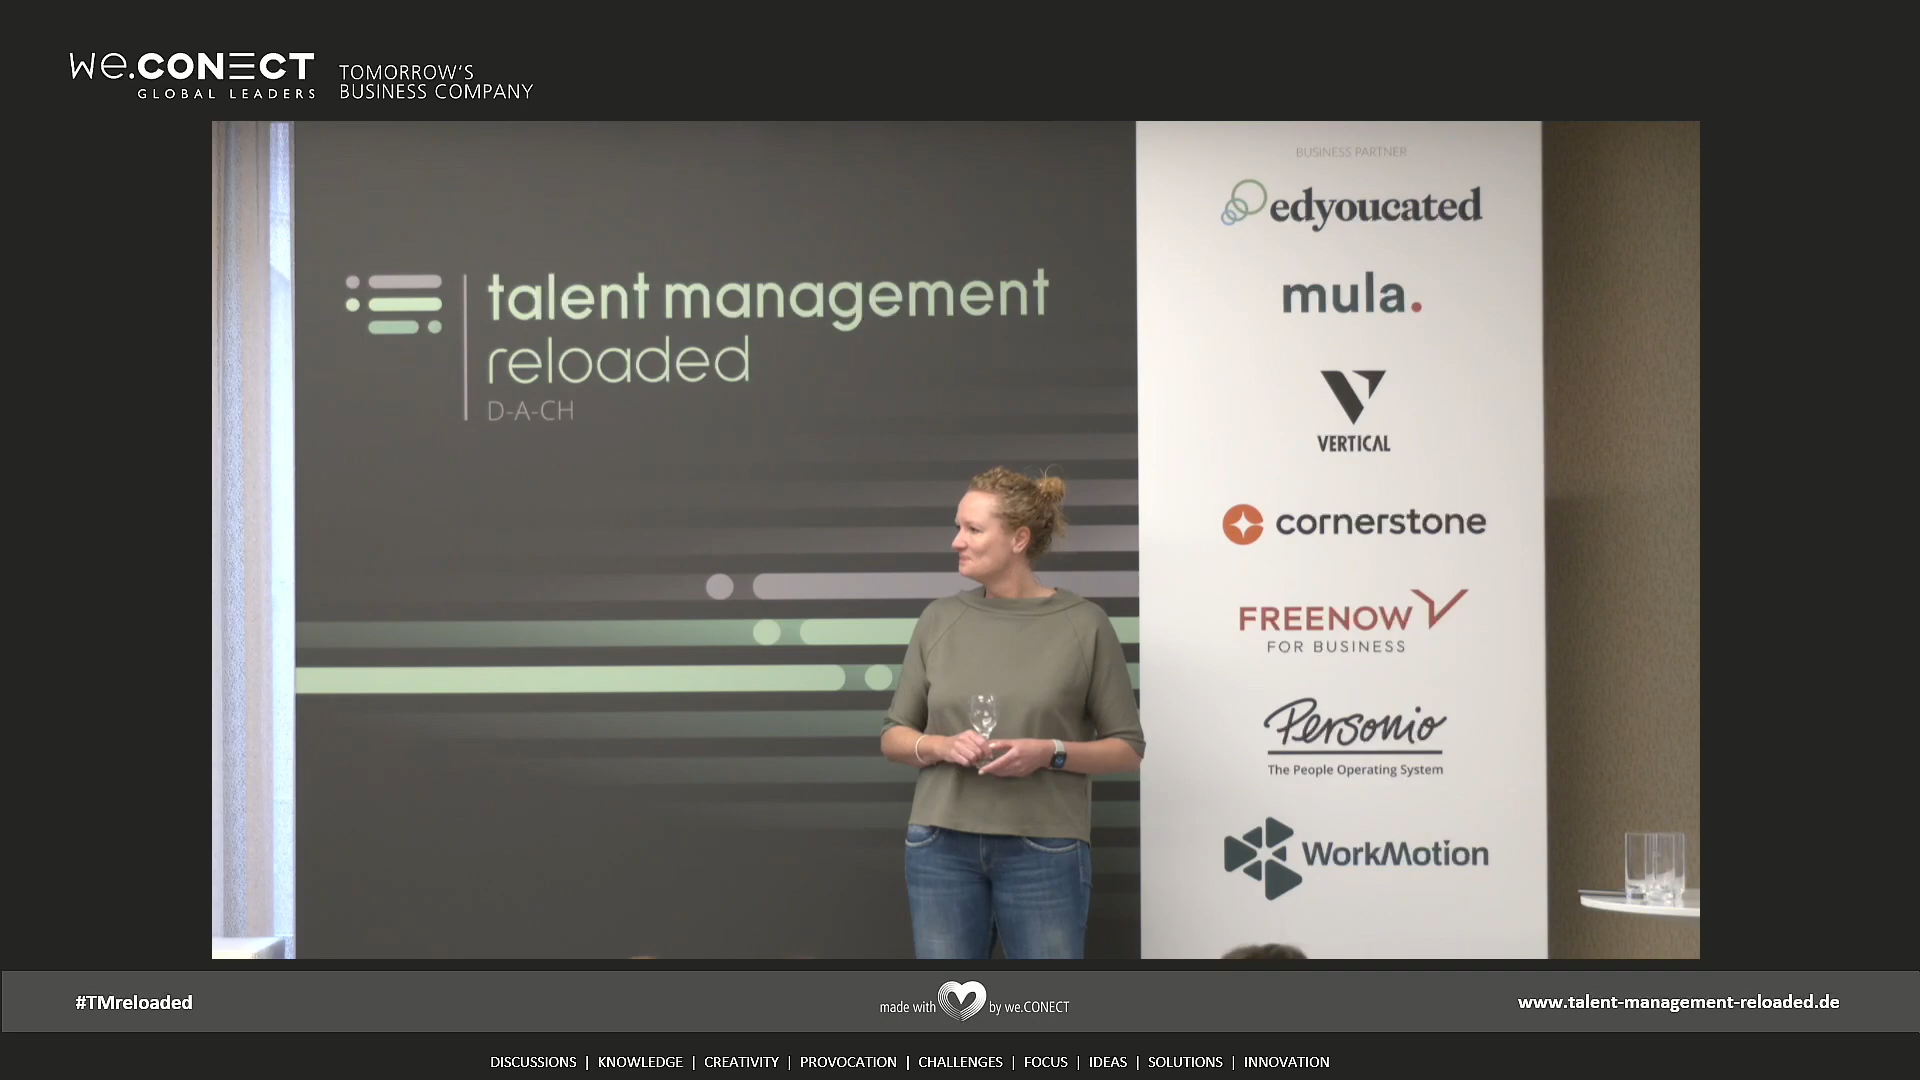 we.CONECT
GLOBAL LEADERS
TOMORROW'S
BUSINESS COMPANY
talent management
reloaded
D-A-CH
BUSINESS PARTNER
edyoucated
mula.
VERTICAL
cornerstone
FREENOW
FOR BUSINESS
Personio
The People Operating System
WorkMotion
#TMreloaded
made with by we.CONECT
www.talent-management-reloaded.de
DISCUSSIONS | KNOWLEDGE | CREATIVITY | PROVOCATION | CHALLENGES | FOCUS | IDEAS | SOLUTIONS | INNOVATION